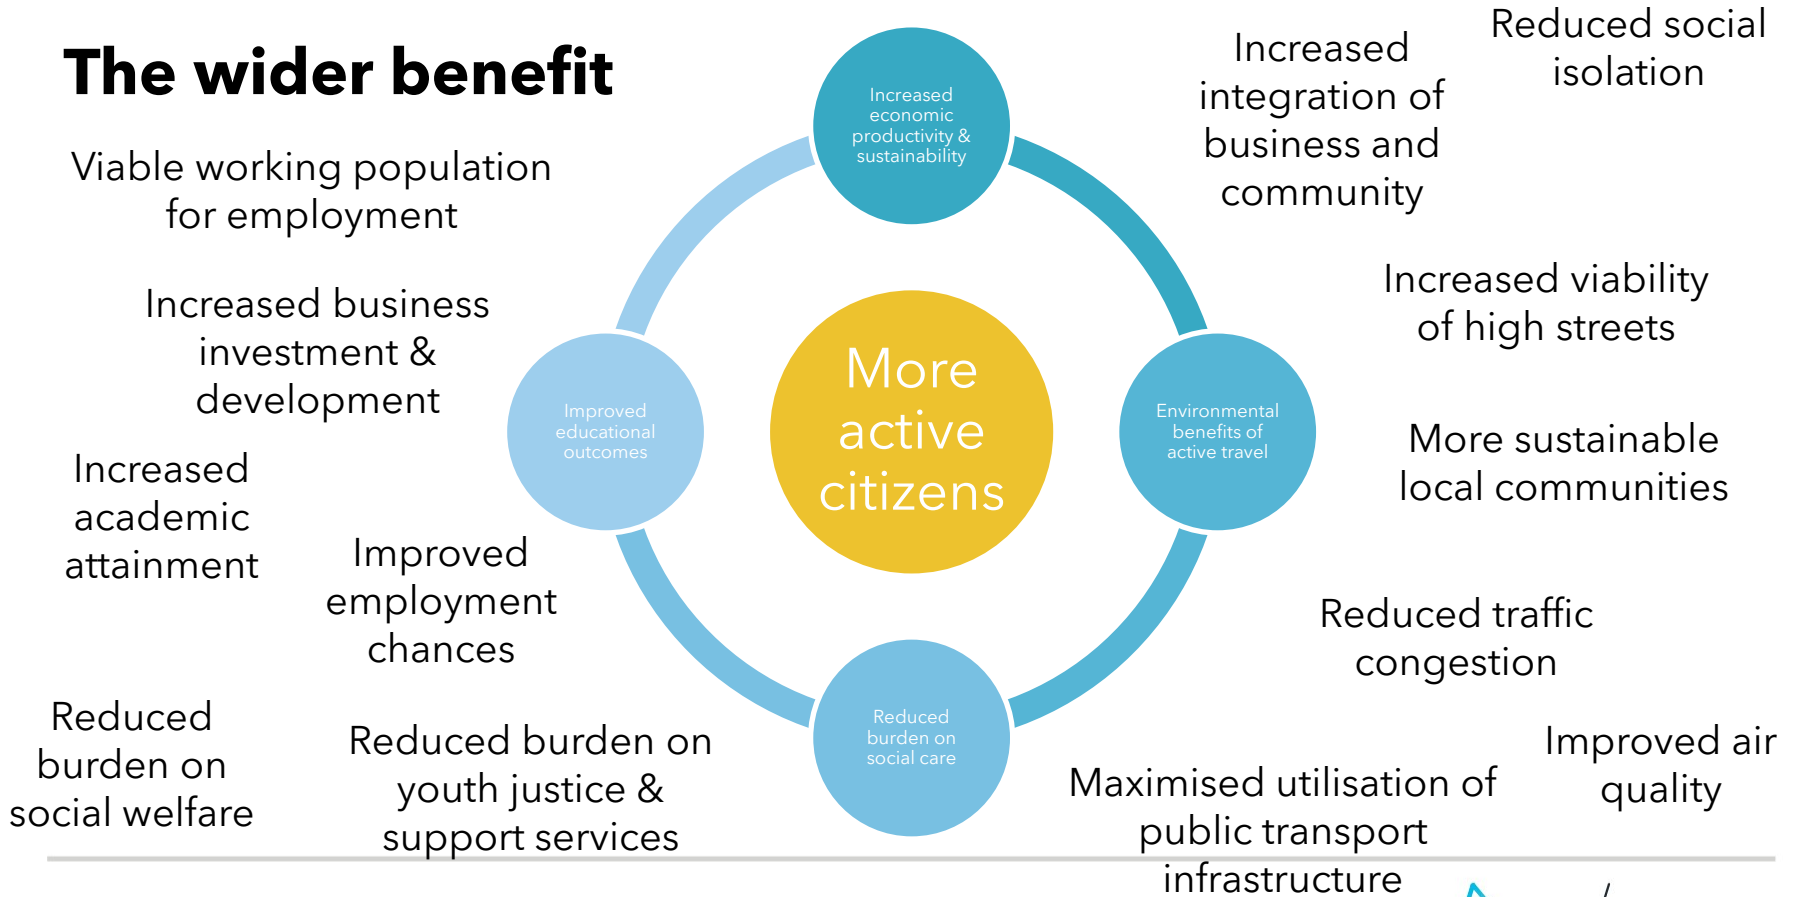 The wider benefit
Viable working population
for employment
Increased business
investment &
development
Increased
academic
attainment
Improved
employment
chances
Reduced
burden on
social welfare
Reduced burden on
youth justice &
support services
Increased
economic
productivity &
sustainability
Improved
educational
outcomes
More
active
citizens
Environmental
benefits of
active travel
Reduced
burden on
social care
Increased
integration of
business and
community
Reduced social
isolation
Increased viability
of high streets
More sustainable
local communities
Reduced traffic
congestion
Improved air
quality
Maximised utilisation of
public transport
infrastructure